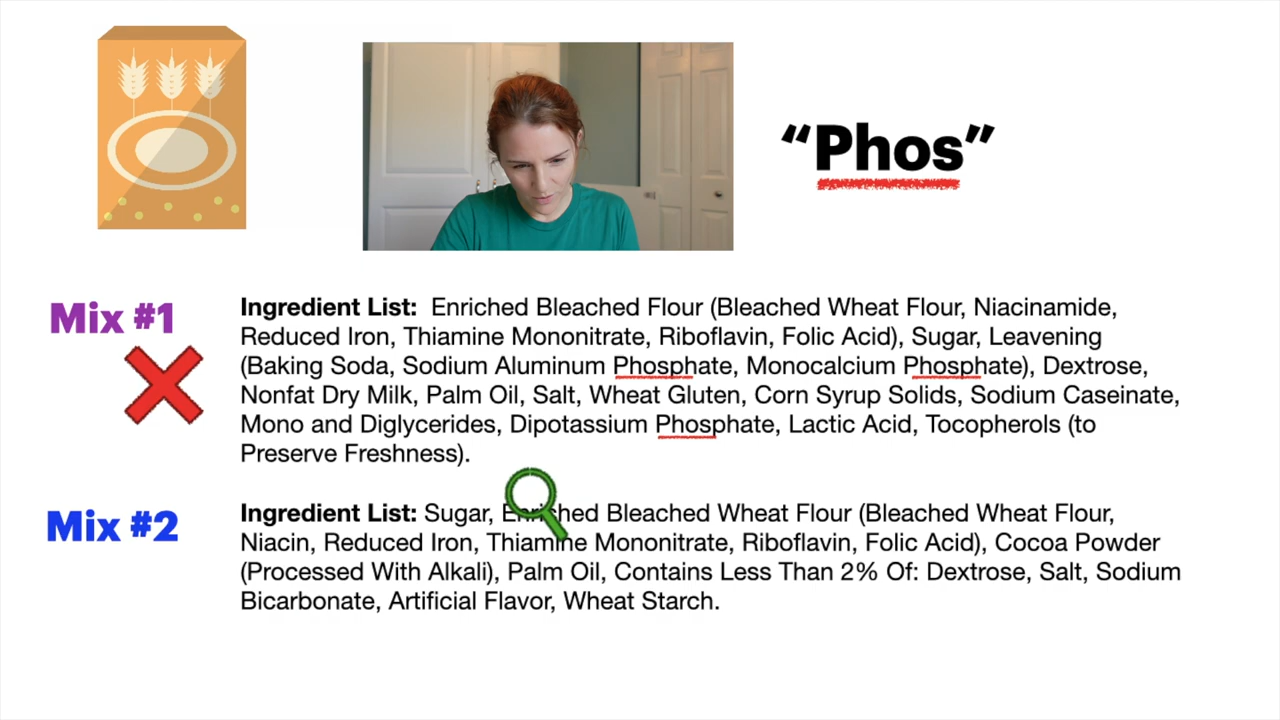 “Phos”
Mix #1
Ingredient List: Enriched Bleached Flour (Bleached Wheat Flour, Niacinamide,
Reduced Iron, Thiamine Mononitrate, Riboflavin, Folic Acid), Sugar, Leavening
(Baking Soda, Sodium Aluminum Phosphate, Monocalcium Phosphate), Dextrose,
Nonfat Dry Milk, Palm Oil, Salt, Wheat Gluten, Corn Syrup Solids, Sodium Caseinate,
Mono and Diglycerides, Dipotassium Phosphate, Lactic Acid, Tocopherols (to
Preserve Freshness).
Mix #2
Ingredient List: Sugar, Enriched Bleached Wheat Flour (Bleached Wheat Flour,
Niacin, Reduced Iron, Thiamine Mononitrate, Riboflavin, Folic Acid), Cocoa Powder
(Processed With Alkali), Palm Oil, Contains Less Than 2% Of: Dextrose, Salt, Sodium
Bicarbonate, Artificial Flavor, Wheat Starch.